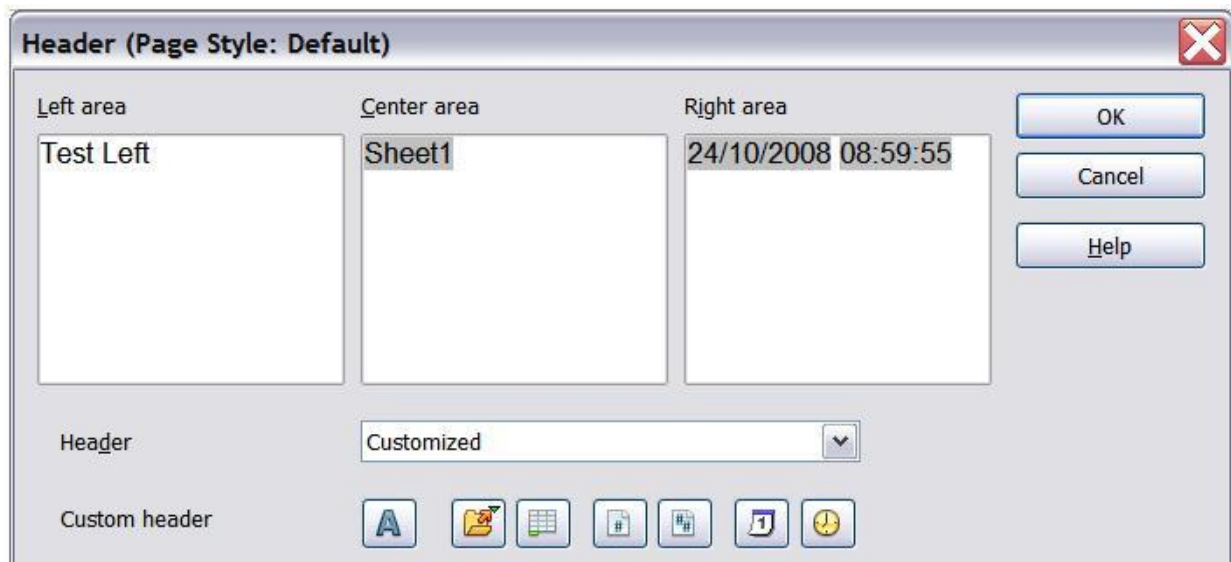 Header (Page Style: Default)
Left area
Center area
Right area
Test Left
Sheet1
24/10/2008 08:59:55
OK
Cancel
Help
Header
Customized
Custom header
A
#
##
1